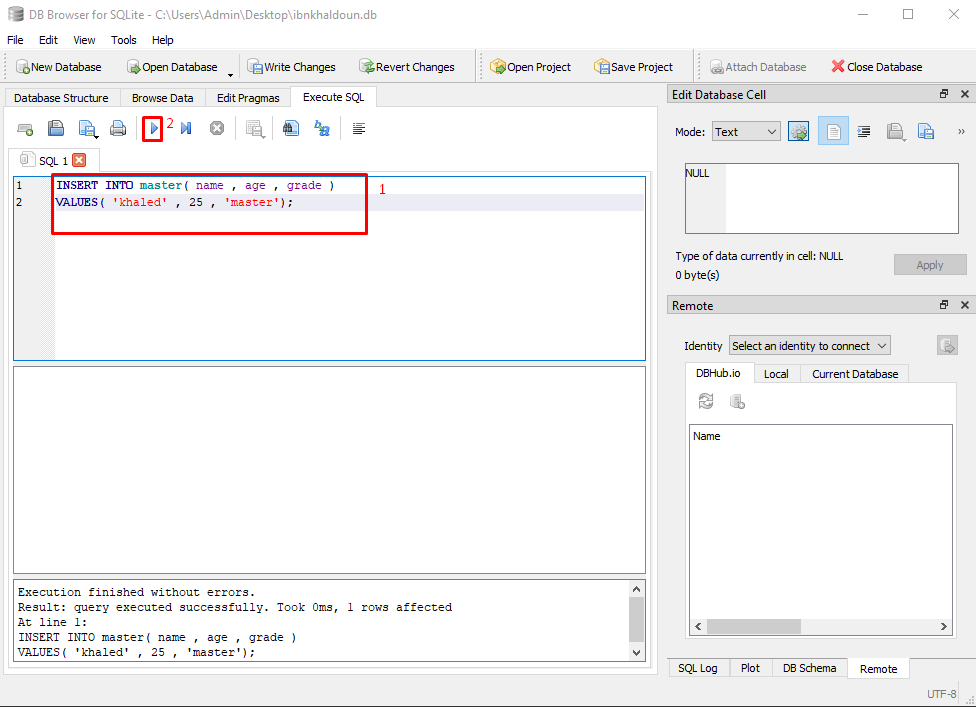 DB Browser for SQLite - C:\Users\Admin\Desktop\ibnkhaldoun.db
File Edit View Tools Help
New Database Open Database Write Changes Revert Changes Open Project Save Project Attach Database Close Database
Database Structure Browse Data Edit Pragmas Execute SQL
2
SQL 1
1 INSERT INTO master( name , age , grade )
2 VALUES( 'khaled' , 25 , 'master');
1
Execution finished without errors.
Result: query executed successfully. Took 0ms, 1 rows affected
At line 1:
INSERT INTO master( name , age , grade )
VALUES( 'khaled' , 25 , 'master');
Edit Database Cell
Mode: Text
NULL
Type of data currently in cell: NULL
0 byte(s)
Apply
Remote
Identity Select an identity to connect
DBHub.io Local Current Database
Name
SQL Log Plot DB Schema Remote
UTF-8